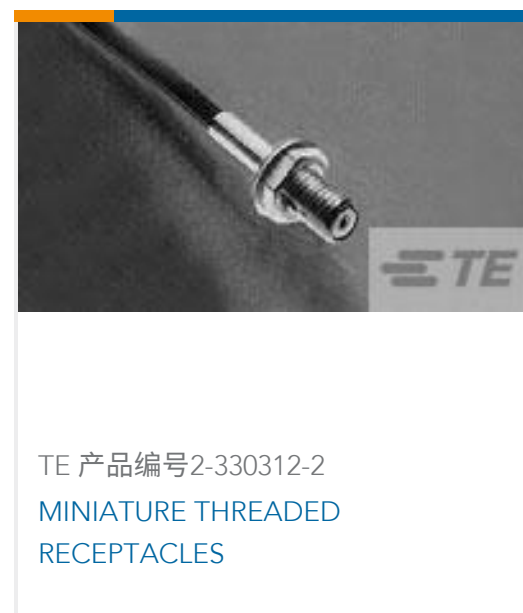 TE
TE 产品编号2-330312-2
MINIATURE THREADED
RECEPTACLES